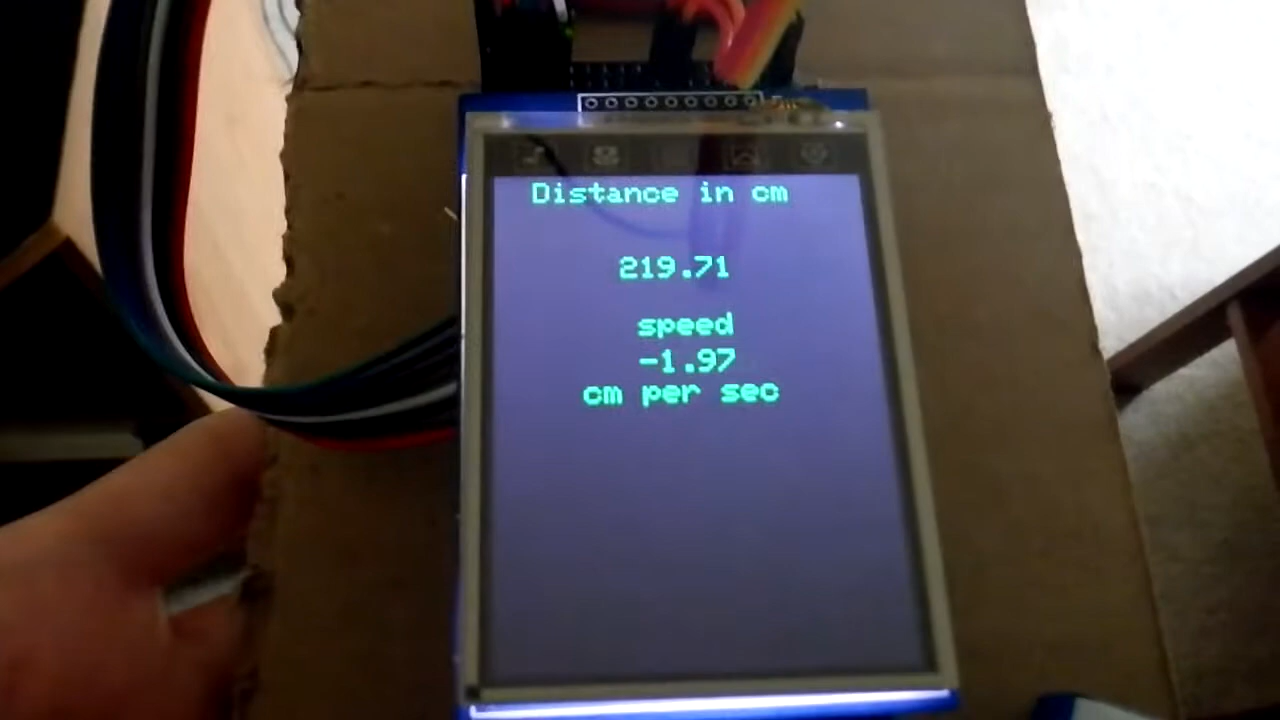 Distance in cm
219.71
speed
-1.97
cm per sec